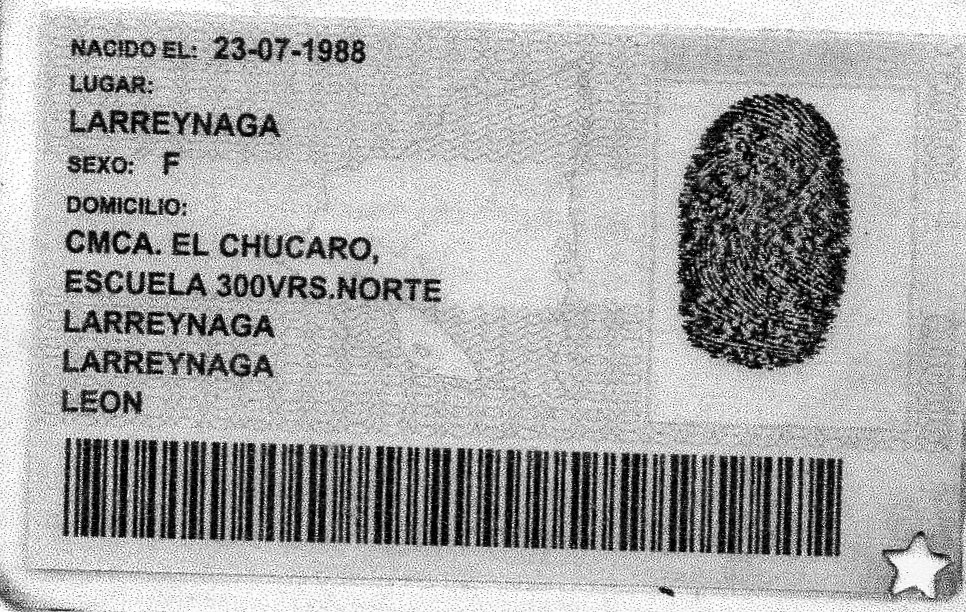 NACIDO EL: 23-07-1988
LUGAR:
LARREYNAGA
SEXO: F
DOMICILIO:
CMCA. EL CHUCARO,
ESCUELA 300VRS.NORTE
LARREYNAGA
LARREYNAGA
LEON